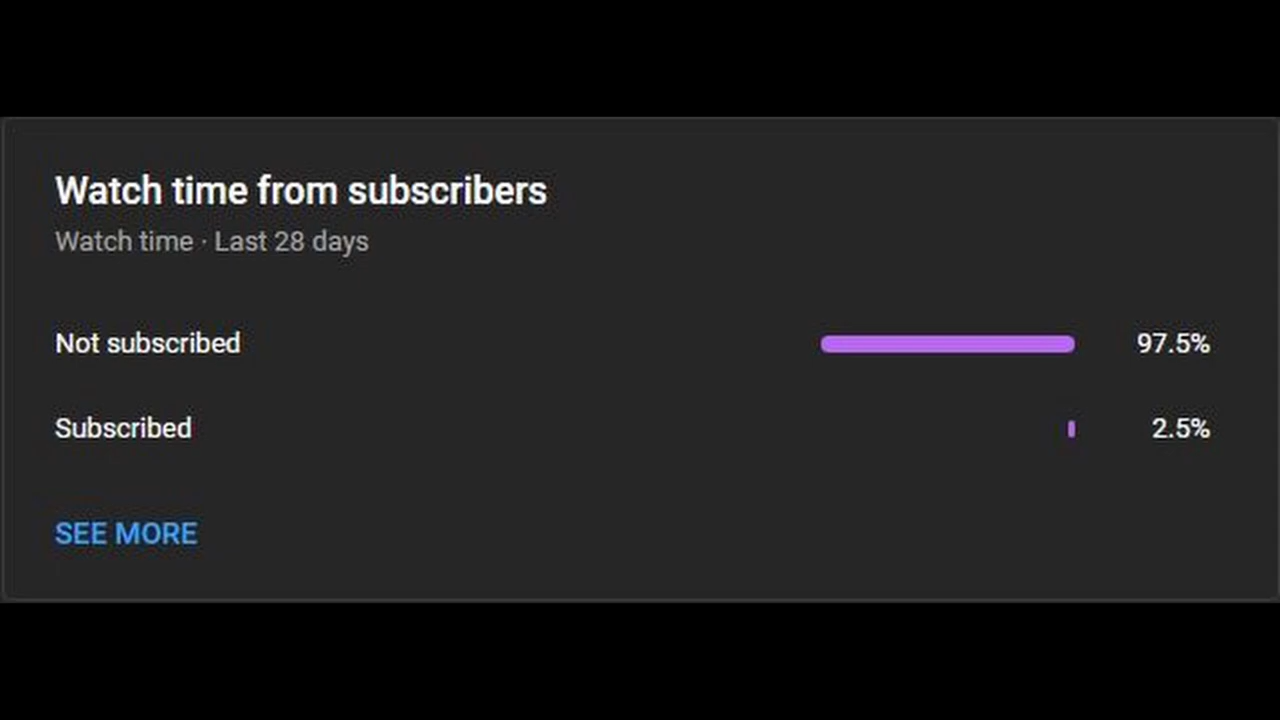 Watch time from subscribers
Watch time · Last 28 days
Not subscribed 97.5%
Subscribed 2.5%
SEE MORE